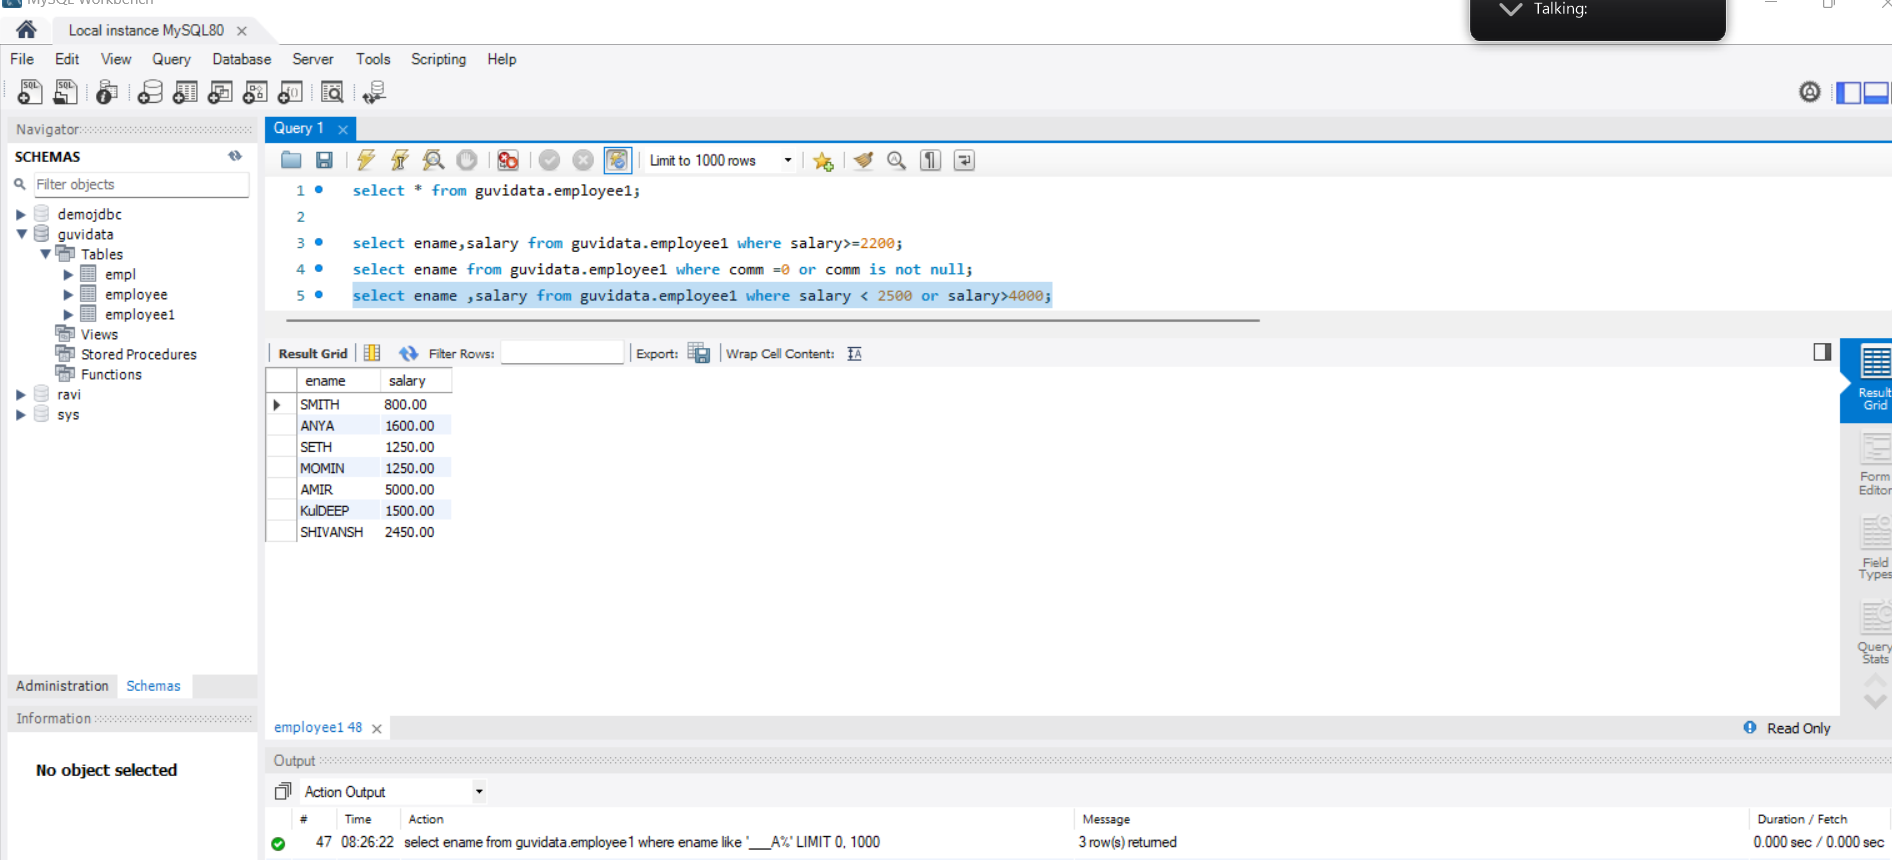 MySQL Workbench
Talking:
Local instance MySQL80
File Edit View Query Database Server Tools Scripting Help
Navigator
Query 1
SCHEMAS
Limit to 1000 rows
Filter objects
demojdbc
guvidata
Tables
empl
employee
employee1
Views
Stored Procedures
Functions
ravi
sys
1 select * from guvidata.employee1;
2
3 select ename,salary from guvidata.employee1 where salary>=2200;
4 select ename from guvidata.employee1 where comm =0 or comm is not null;
5 select ename ,salary from guvidata.employee1 where salary < 2500 or salary>4000;
Result Grid Filter Rows: Export: Wrap Cell Content:
ename salary
SMITH 800.00
ANYA 1600.00
SETH 1250.00
MOMIN 1250.00
AMIR 5000.00
KulDEEP 1500.00
SHIVANSH 2450.00
Result
Grid
Form
Editor
Field
Types
Query
Stats
Administration Schemas
Information
No object selected
employee1 48
Read Only
Output
Action Output
# Time Action Message Duration / Fetch
47 08:26:22 select ename from guvidata.employee1 where ename like '___A%' LIMIT 0, 1000 3 row(s) returned 0.000 sec / 0.000 sec